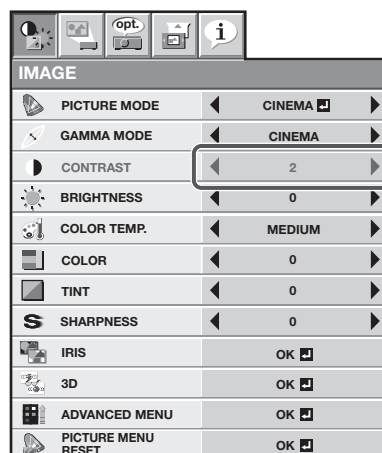 opt.
i
IMAGE
PICTURE MODE CINEMA
GAMMA MODE CINEMA
CONTRAST 2
BRIGHTNESS 0
COLOR TEMP. MEDIUM
COLOR 0
TINT 0
S SHARPNESS 0
IRIS OK
3D OK
ADVANCED MENU OK
PICTURE MENU
RESET OK